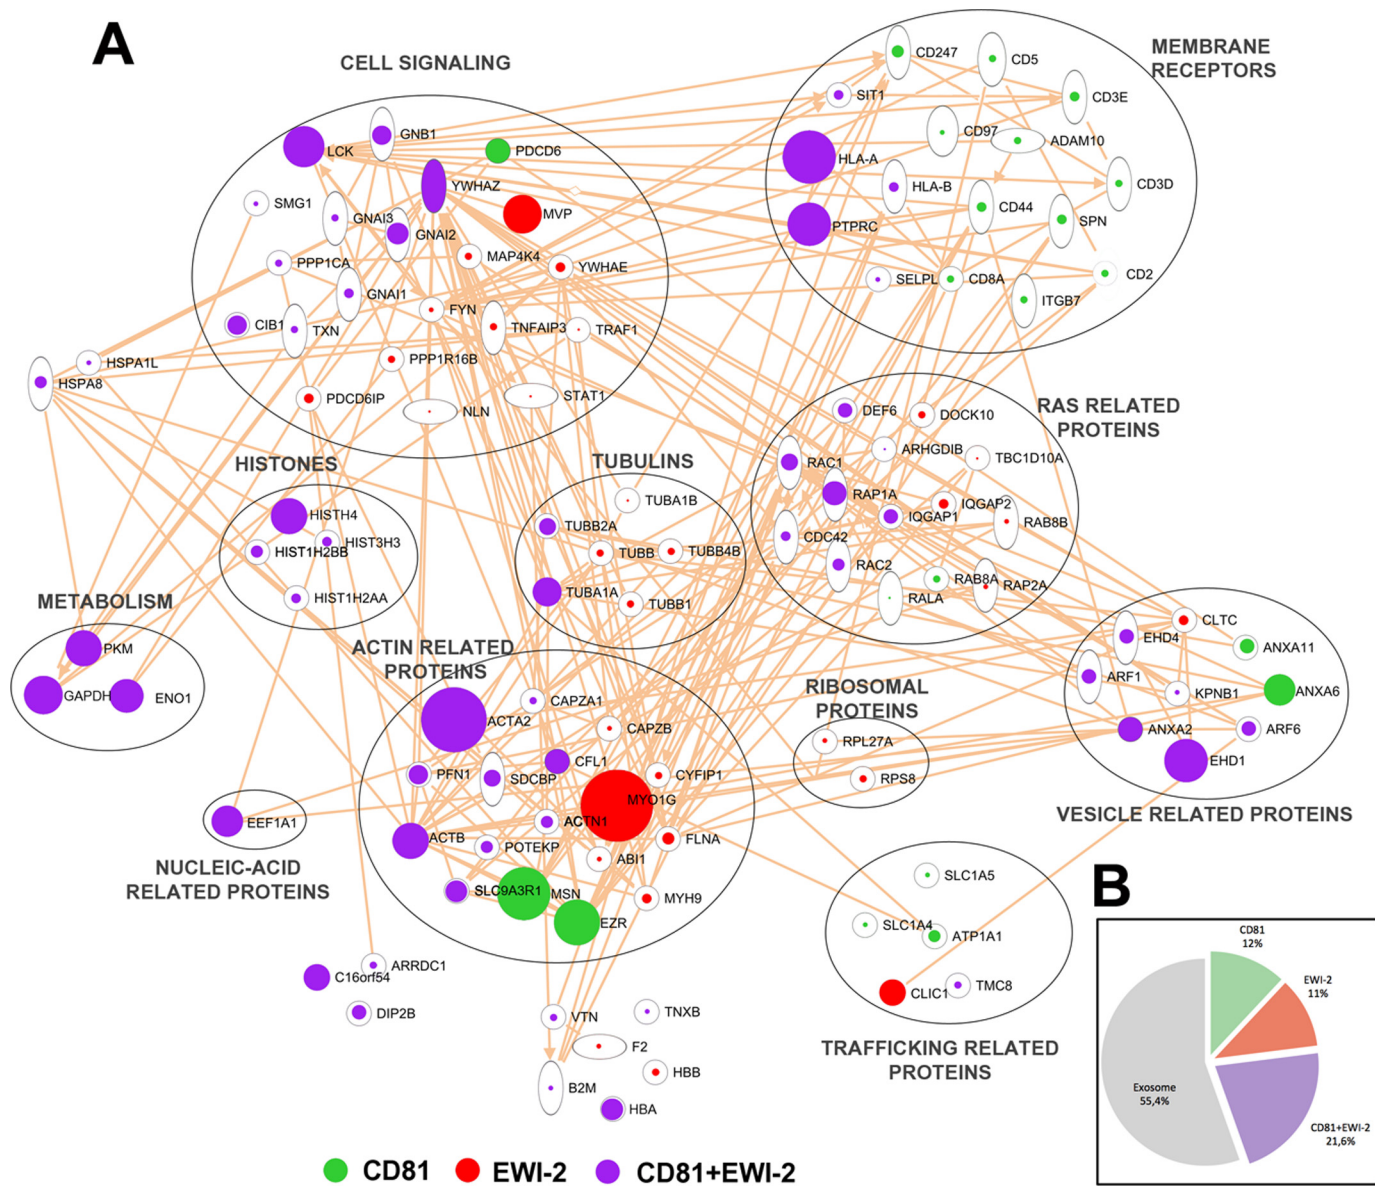 A
CELL SIGNALING
LCK
GNB1
PDCD6
YWHAZ
MVP
SMG1
GNAI3
GNAI2
PPP1CA
MAP4K4
YWHAE
GNAI1
FYN
CIB1
TXN
TNFAIP3
TRAF1
PPP1R16B
PDCD6IP
NLN
STAT1
HSPA1L
HSPA8
MEMBRANE
RECEPTORS
CD247
CD5
SIT1
CD3E
CD97
ADAM10
HLA-A
HLA-B
CD3D
CD44
SPN
PTPRC
SELPL
CD8A
CD2
ITGB7
RAS RELATED
PROTEINS
DEF6
DOCK10
RAC1
ARHGDIB
TBC1D10A
RAP1A
IQGAP2
IQGAP1
RAB8B
CDC42
RAC2
RAB8A
RAP2A
RALA
HISTONES
HISTH4
HIST3H3
HIST1H2BB
HIST1H2AA
TUBULINS
TUBA1B
TUBB2A
TUBB
TUBB4B
TUBA1A
TUBB1
METABOLISM
PKM
GAPDH
ENO1
ACTIN RELATED
PROTEINS
ACTA2
CAPZA1
CAPZB
PFN1
SDCBP
CFL1
CYFIP1
MYO1G
ACTN1
ACTB
POTEKP
FLNA
ABI1
SLC9A3R1
MSN
MYH9
EZR
RIBOSOMAL
PROTEINS
RPL27A
RPS8
CLTC
EHD4
ANXA11
ARF1
KPNB1
ANXA6
ANXA2
ARF6
EHD1
VESICLE RELATED PROTEINS
EEF1A1
NUCLEIC-ACID
RELATED PROTEINS
ARRDC1
C16orf54
DIP2B
VTN
TNXB
F2
HBB
B2M
HBA
SLC1A5
SLC1A4
ATP1A1
CLIC1
TMC8
TRAFFICKING RELATED
PROTEINS
B
CD81
12%
EWI-2
11%
Exosome
55,4%
CD81+EWI-2
21,6%
CD81
EWI-2
CD81+EWI-2